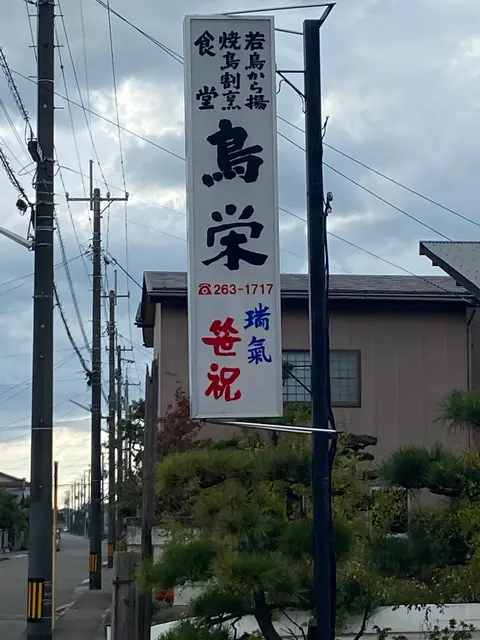 若鳥から揚
焼鳥割烹
食堂
鳥栄
☎263-1717
瑞氣
笹祝